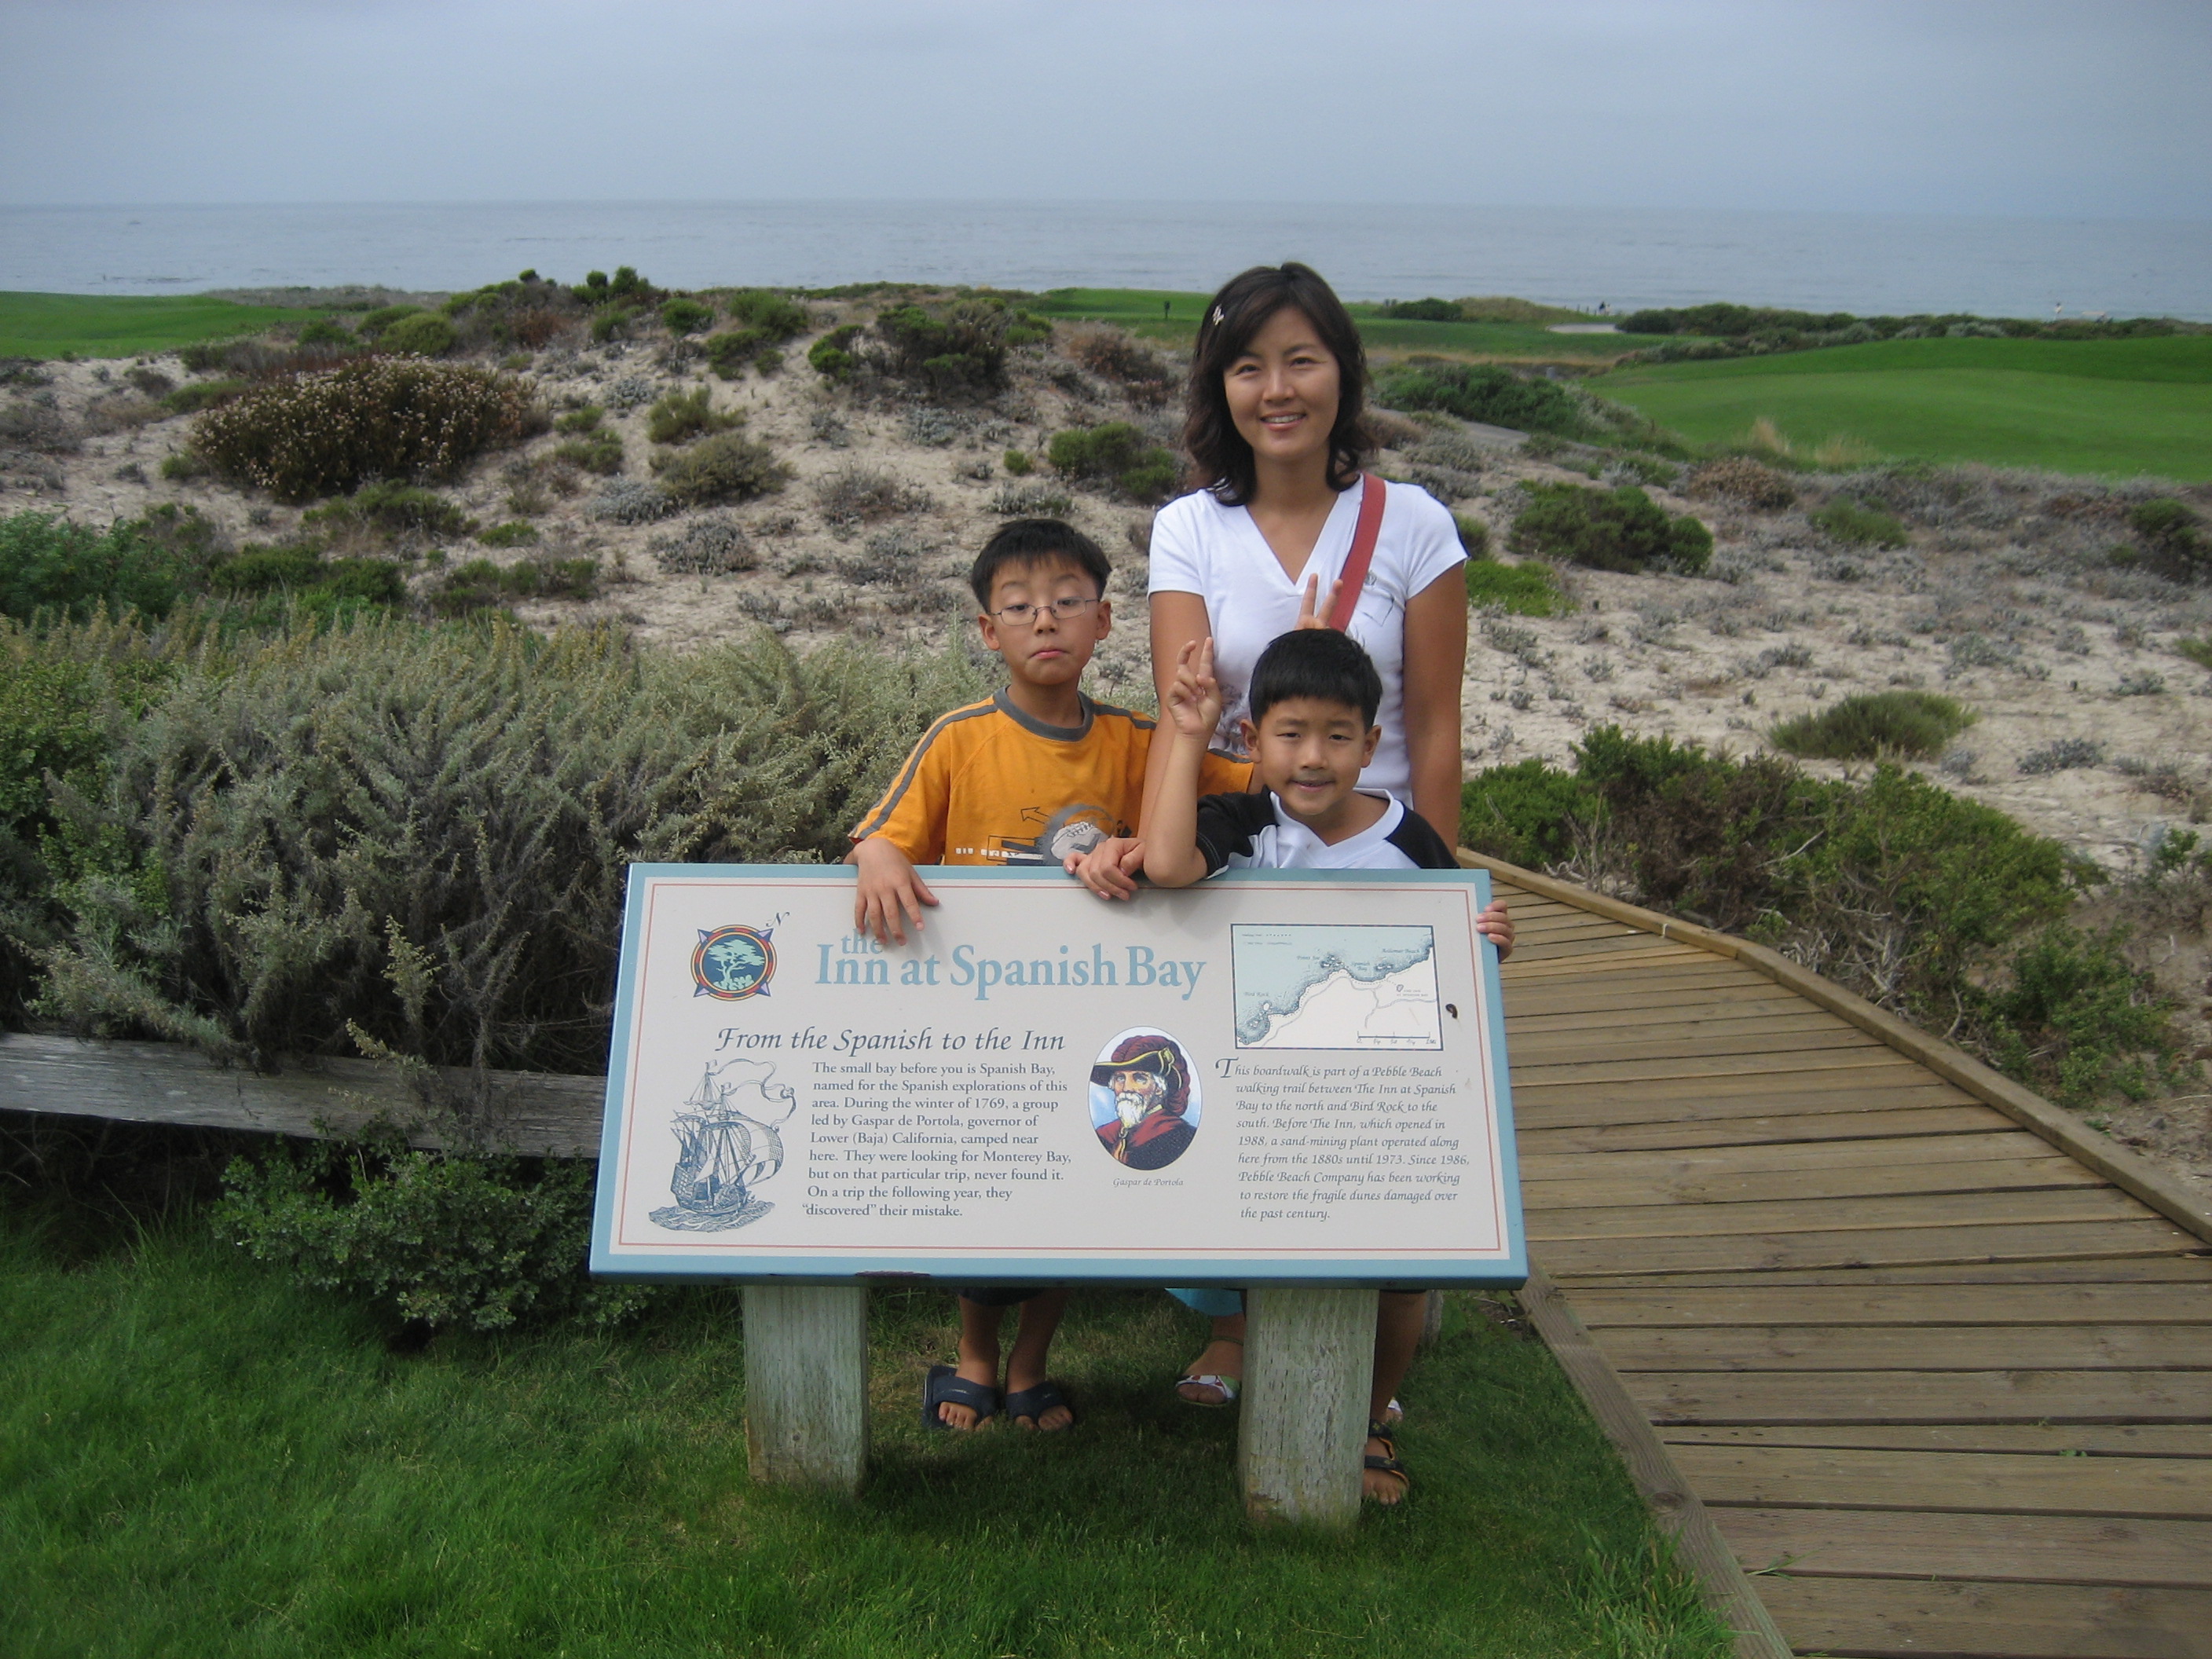 N
the
Inn at Spanish Bay
From the Spanish to the Inn
The small bay before you is Spanish Bay,
named for the Spanish explorations of this
area. During the winter of 1769, a group
led by Gaspar de Portola, governor of
Lower (Baja) California, camped near
here. They were looking for Monterey Bay,
but on that particular trip, never found it.
On a trip the following year, they
"discovered" their mistake.
Gaspar de Portola
Asilomar Beach
Spanish
Bay
Bird Rock
This boardwalk is part of a Pebble Beach
walking trail between The Inn at Spanish
Bay to the north and Bird Rock to the
south. Before The Inn, which opened in
1988, a sand-mining plant operated along
here from the 1880s until 1973. Since 1986,
Pebble Beach Company has been working
to restore the fragile dunes damaged over
the past century.